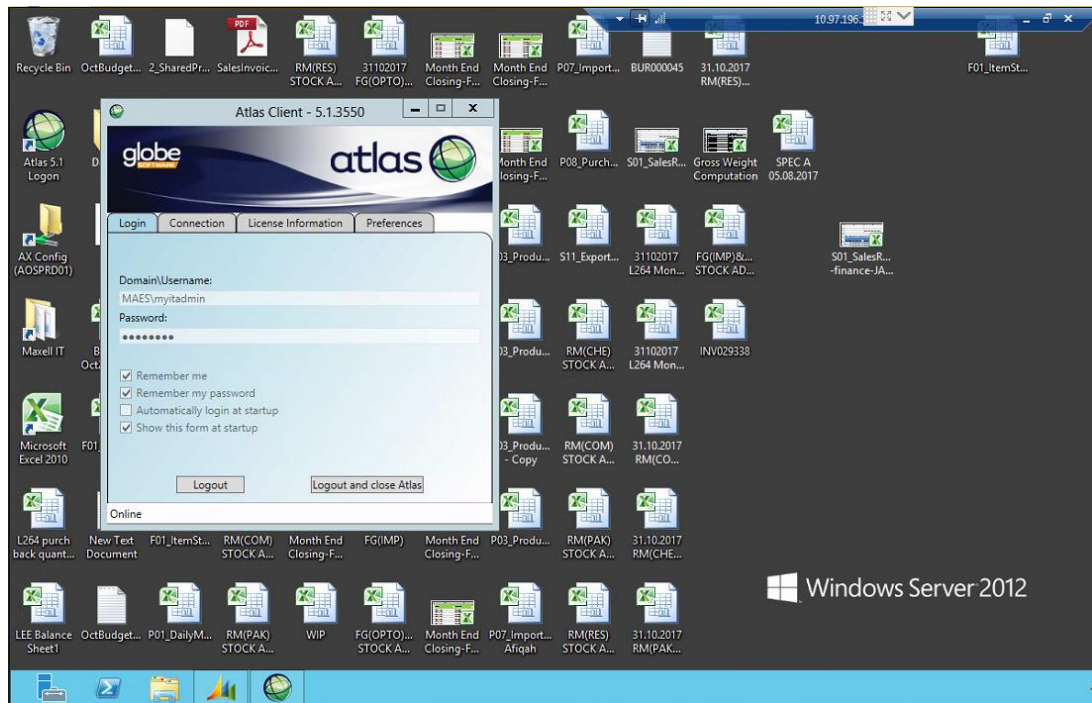 10.97.196.
Recycle Bin
OctBudget...
2_SharedPr...
PDF
SalesInvoic...
RM(RES)
STOCK A...
31102017
FG(OPTO)...
Month End
Closing-F...
Month End
Closing-F...
P07_Import...
BUR000045
31.10.2017
RM(RES)...
F01_ItemSt...
Atlas 5.1
Logon
Month End
P08_Purch...
S01_SalesR...
Gross Weight
Computation
SPEC A
05.08.2017
AX Config
(AOSPRD01)
S11_Export...
31102017
L264 Mon...
FG(IMP)&...
STOCK AD...
S01_SalesR...
-finance-JA...
Maxell IT
RM(CHE)
STOCK A...
31102017
L264 Mon...
INV029338
Microsoft
Excel 2010
- Copy
RM(COM)
STOCK A...
31.10.2017
RM(CO...
Atlas Client - 5.1.3550
globe
SOFTWARE
atlas
Login
Connection
License Information
Preferences
Domain\Username:
MAES\myitadmin
Password:
Remember me
Remember my password
Automatically login at startup
Show this form at startup
Logout
Logout and close Atlas
Online
L264 purch
back quant...
New Text
Document
F01_ItemSt...
RM(COM)
STOCK A...
Month End
Closing-F...
FG(IMP)
Month End
Closing-F...
P03_Produ...
RM(PAK)
STOCK A...
31.10.2017
RM(CHE...
LEE Balance
Sheet1
OctBudget...
P01_DailyM...
RM(PAK)
STOCK A...
WIP
FG(OPTO)...
STOCK A...
Month End
Closing-F...
P07_Import...
Afiqah
RM(RES)
STOCK A...
31.10.2017
RM(PAK...
Windows Server 2012